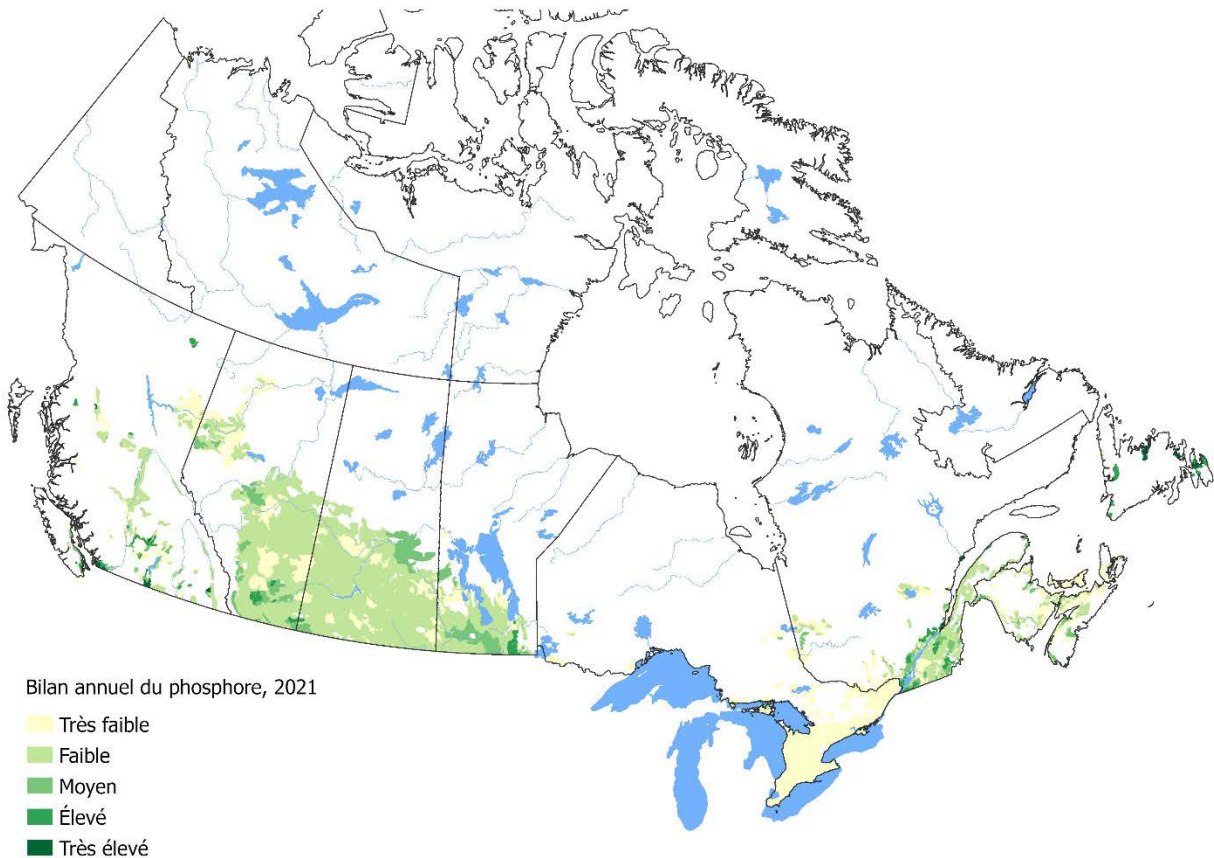 Bilan annuel du phosphore, 2021
Très faible
Faible
Moyen
Élevé
Très élevé